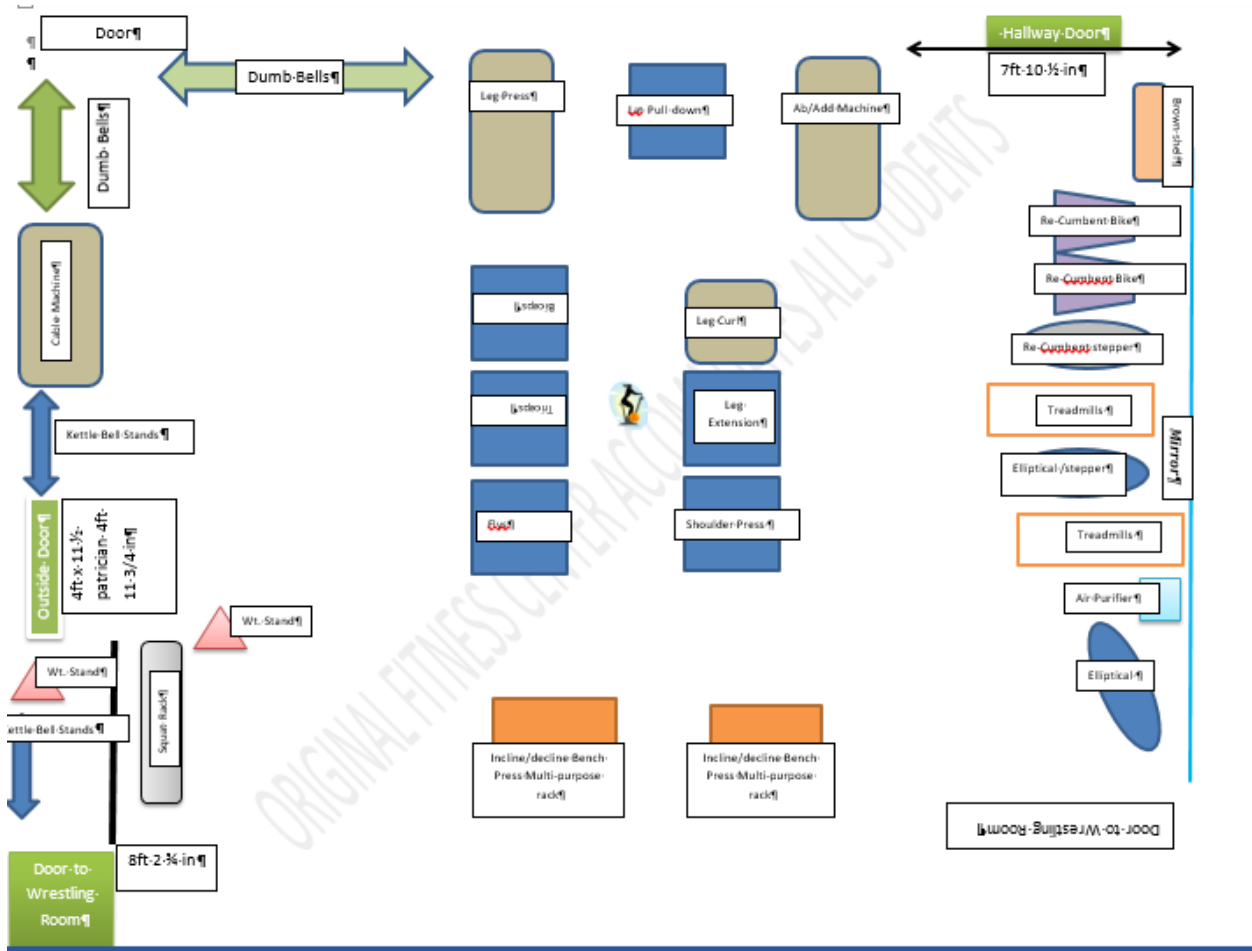 Door¶
¶
¶
Dumb·Bells¶
Dumb· Bells¶
Leg·Press¶
Lap Pull-down¶
Ab/Add·Machine¶
·Hallway·Door¶
7ft·10·½·in¶
Brown·shelf¶
Re-Cumbent·Bike¶
Re-Cumbent·Bike¶
Re-Cumbent·stepper¶
Treadmills·¶
Mirror¶
Elliptical·/stepper¶
Treadmills·¶
Air·Purifier¶
Elliptical·¶
Door·to·Wrestling·Room¶
Cable·Machine¶
Biceps¶
Leg·Curl¶
Triceps¶
Leg·
Extension¶
Flys¶
Shoulder·Press·¶
Kettle·Bell·Stands·¶
Outside· Door¶
4ft·x·11·½·
patrician· 4ft·
11·3/4·in¶
Wt.·Stand¶
Wt.·Stand¶
ettle·Bell·Stands·¶
Squat·Rack¶
Incline/decline·Bench·
Press·Multi-purpose·
rack¶
Incline/decline·Bench·
Press·Multi-purpose·
rack¶
8ft·2·¾·in¶
Door·to·
Wrestling·
Room¶
ORIGINAL FITNESS CENTER ACCOMODATES ALL STUDENTS